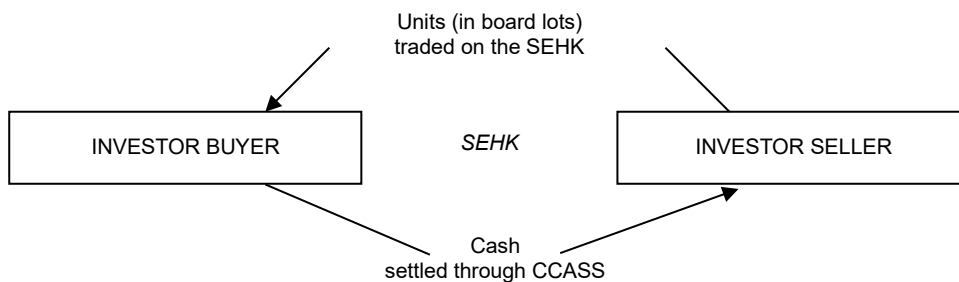 Units (in board lots)
traded on the SEHK
INVESTOR BUYER
SEHK
INVESTOR SELLER
Cash
settled through CCASS